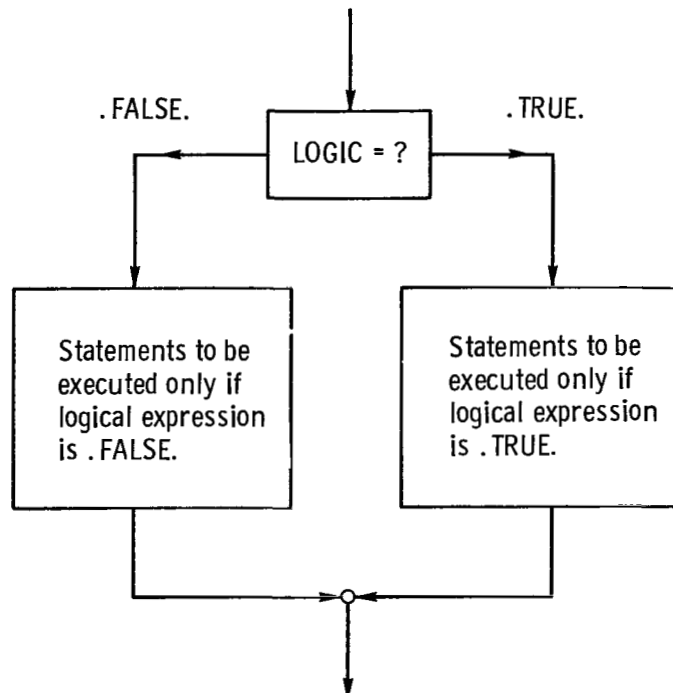 .FALSE.
.TRUE.
LOGIC = ?
Statements to be
executed only if
logical expression
is .FALSE.
Statements to be
executed only if
logical expression
is .TRUE.